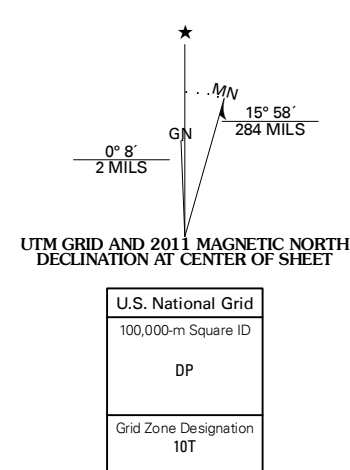 ★
MN
15° 58´
284 MILS
GN
0° 8´
2 MILS
UTM GRID AND 2011 MAGNETIC NORTH
DECLINATION AT CENTER OF SHEET
U.S. National Grid
100,000-m Square ID
DP
Grid Zone Designation
10T